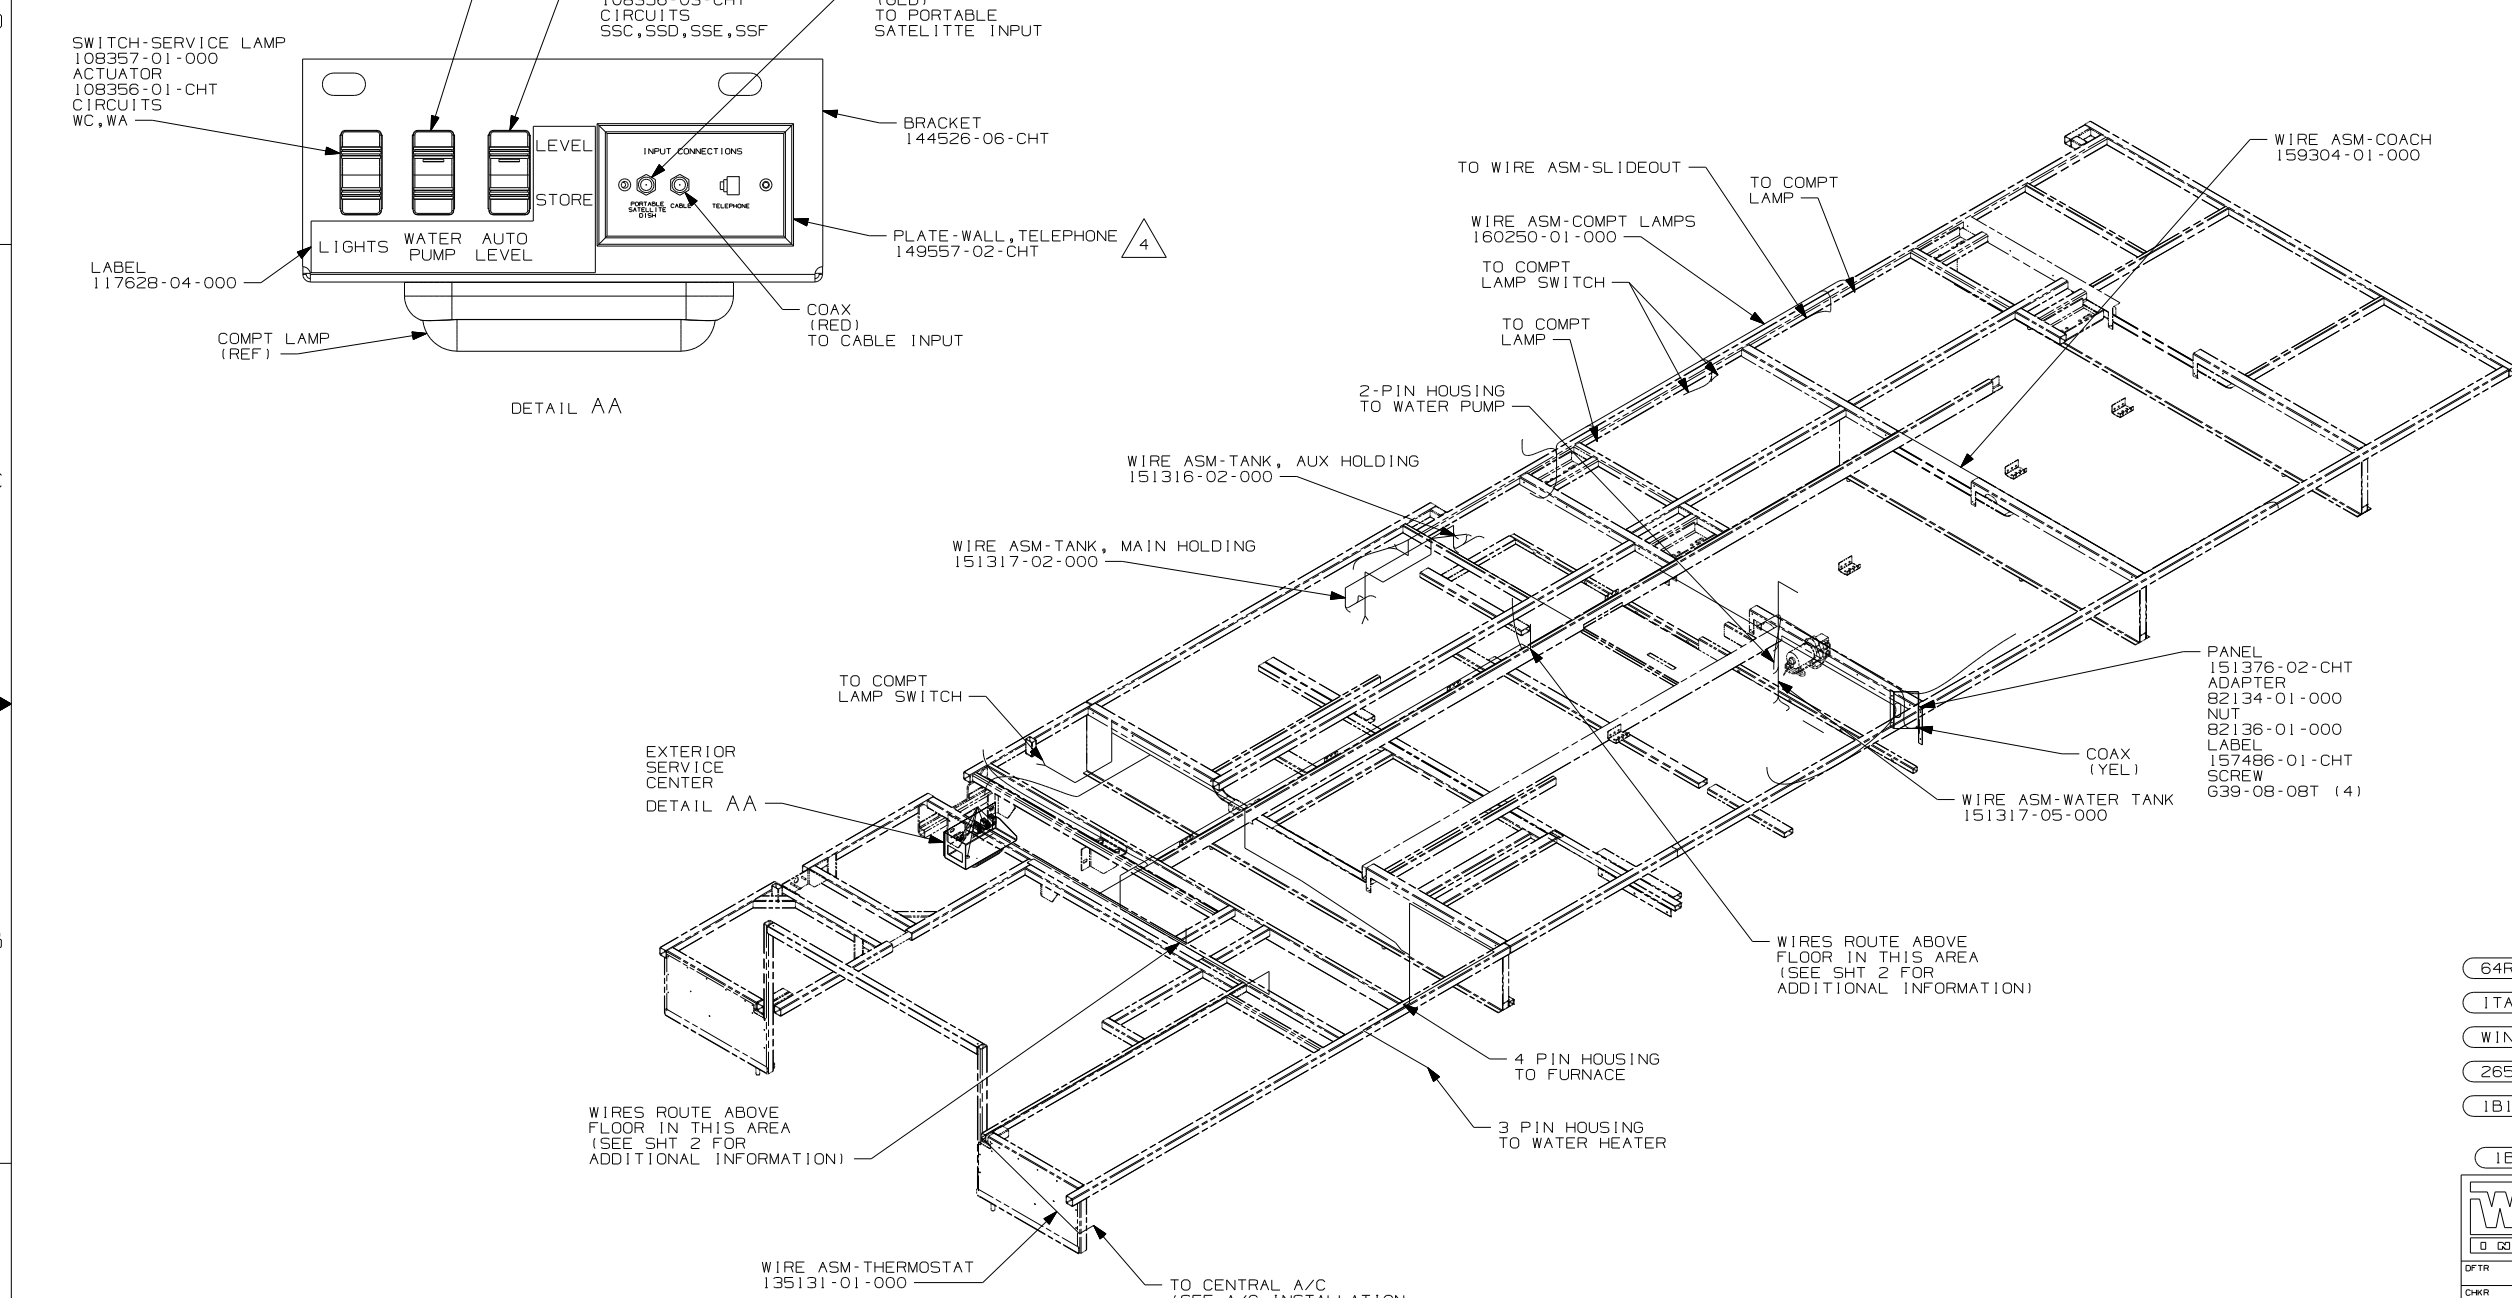 CIRCUITS
SSC,SSD,SSE,SSF
TO PORTABLE
SATELITTE INPUT
SWITCH-SERVICE LAMP
108357-01-000
ACTUATOR
108356-01-CHT
CIRCUITS
WC,WA
LEVEL
STORE
INPUT CONNECTIONS
PORTABLE
SATELLITE
DISH
CABLE
TELEPHONE
LIGHTS
WATER
PUMP
AUTO
LEVEL
BRACKET
144526-06-CHT
PLATE-WALL,TELEPHONE
149557-02-CHT
4
LABEL
117628-04-000
COMPT LAMP
(REF)
COAX
(RED)
TO CABLE INPUT
DETAIL AA
WIRE ASM-COACH
159304-01-000
TO WIRE ASM-SLIDEOUT
TO COMPT
LAMP
WIRE ASM-COMPT LAMPS
160250-01-000
TO COMPT
LAMP SWITCH
TO COMPT
LAMP
2-PIN HOUSING
TO WATER PUMP
WIRE ASM-TANK, AUX HOLDING
151316-02-000
WIRE ASM-TANK, MAIN HOLDING
151317-02-000
TO COMPT
LAMP SWITCH
EXTERIOR
SERVICE
CENTER
DETAIL AA
PANEL
151376-02-CHT
ADAPTER
82134-01-000
NUT
82136-01-000
LABEL
157486-01-CHT
SCREW
G39-08-08T (4)
COAX
(YEL)
WIRE ASM-WATER TANK
151317-05-000
WIRES ROUTE ABOVE
FLOOR IN THIS AREA
(SEE SHT 2 FOR
ADDITIONAL INFORMATION)
4 PIN HOUSING
TO FURNACE
3 PIN HOUSING
TO WATER HEATER
WIRES ROUTE ABOVE
FLOOR IN THIS AREA
(SEE SHT 2 FOR
ADDITIONAL INFORMATION)
WIRE ASM-THERMOSTAT
135131-01-000
TO CENTRAL A/C
64R
ITA
WIN
265
1B1
DFTR
CHKR